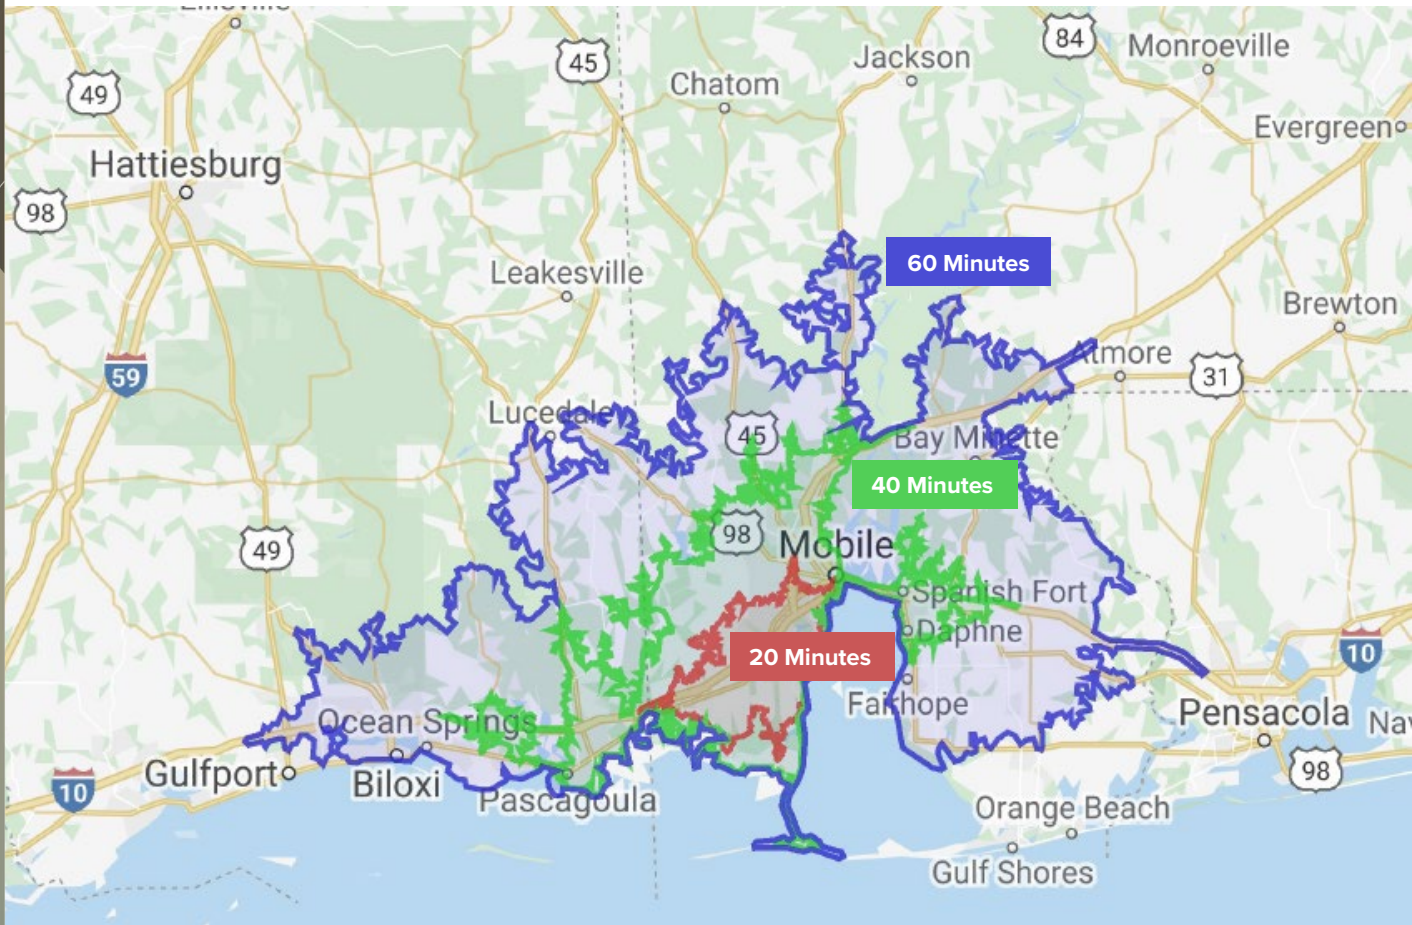 84
Monroeville
45
Jackson
49
Chatom
Evergreen
Hattiesburg
98
60 Minutes
Leakesville
Brewton
Atmore
59
31
Lucedale
45
Bay Minette
40 Minutes
98
Mobile
49
Spanish Fort
Daphne
10
20 Minutes
Fairhope
Ocean Springs
Pensacola
Gulfport
Biloxi
98
10
Pascagoula
Orange Beach
Gulf Shores